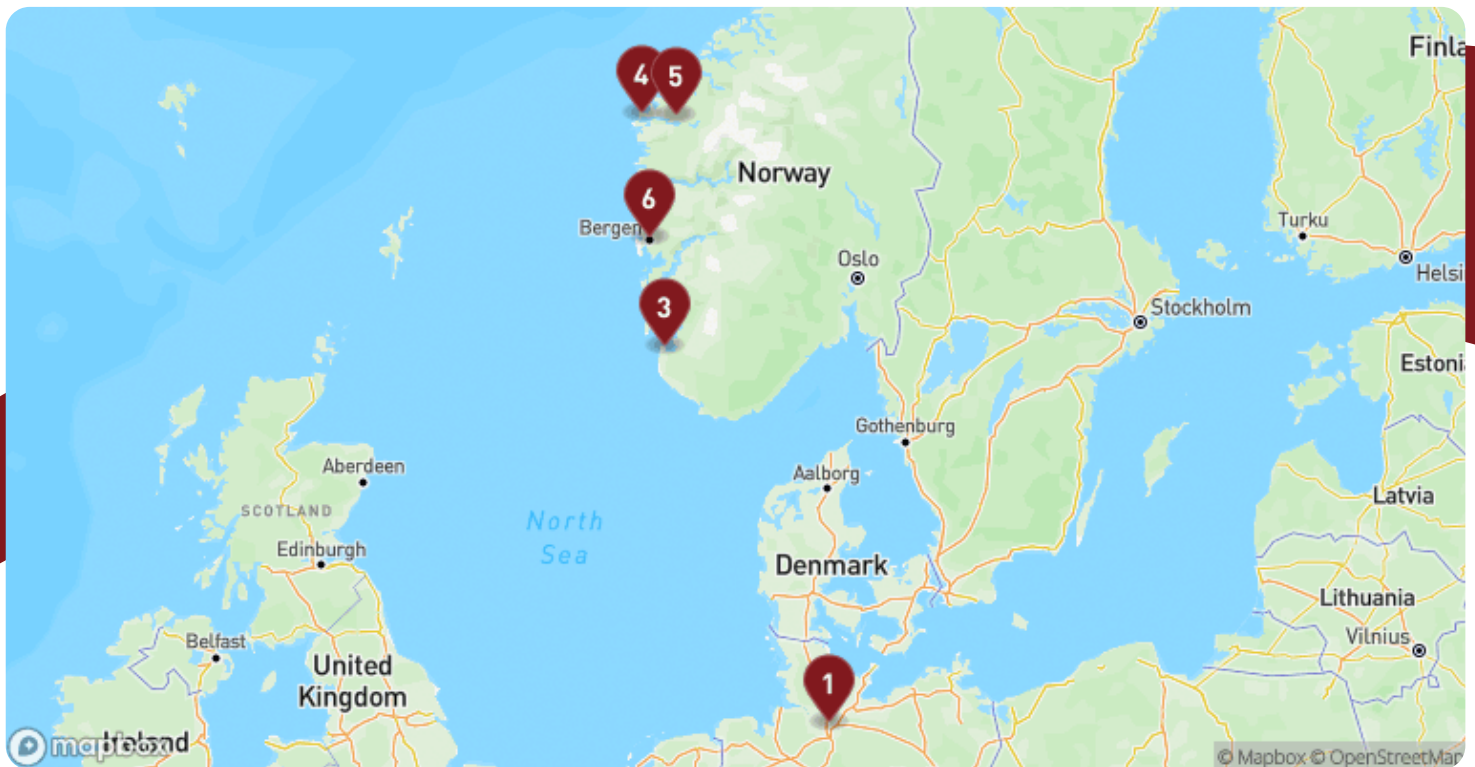 Finla
4
5
Norway
6
Bergen
Turku
Oslo
Helsi
3
Stockholm
Estoni
Gothenburg
Aberdeen
Aalborg
SCOTLAND
Latvia
North
Sea
Edinburgh
Denmark
Lithuania
Vilnius
Belfast
United
Kingdom
1
Ireland
mapbox
© Mapbox © OpenStreetMap